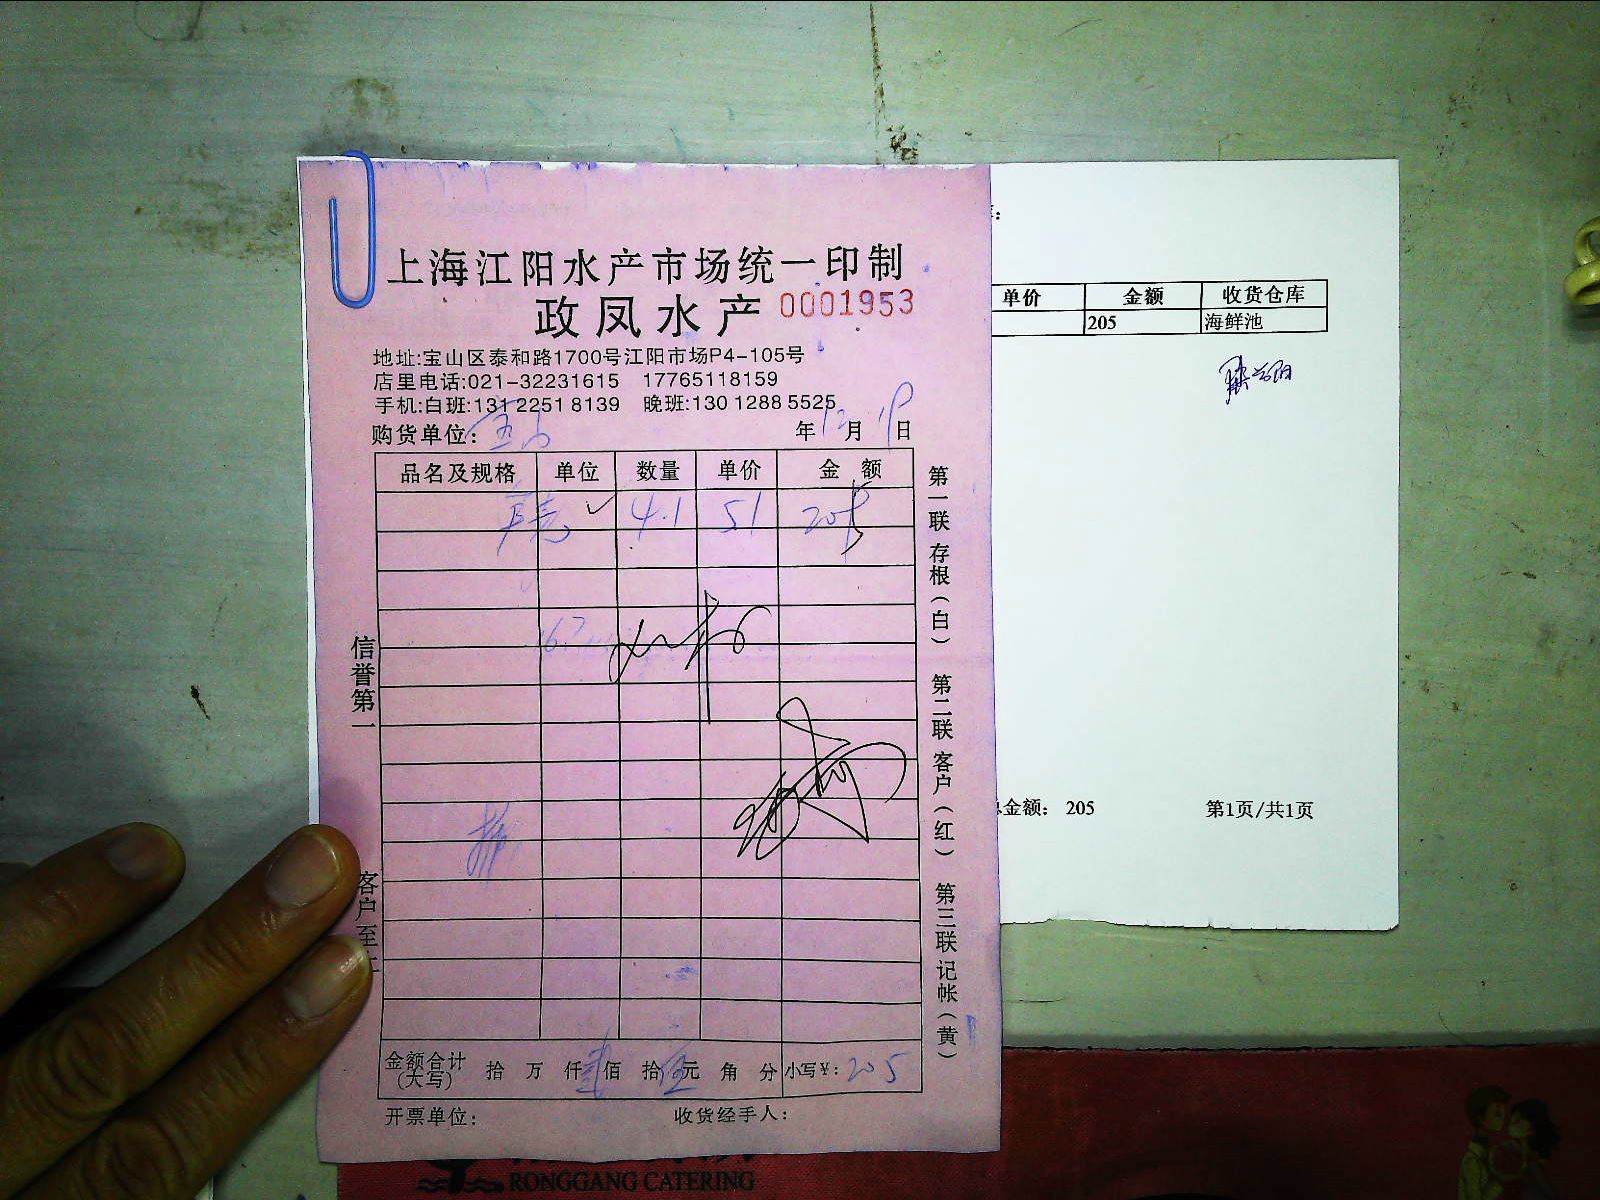 上海江阳水产市场统一印制
政凤水产 0001953
地址:宝山区泰和路1700号江阳市场P4-105号
店里电话:021-32231615 17765118159
手机:白班:131 2251 8139 晚班:130 1288 5525
购货单位: 年12月19日
品名及规格 单位 数量 单价 金额
4.1 51 205
信誉第一
客户至上
第一联存根(白) 第二联客户(红) 第三联记帐(黄)
金额合计(大写) 拾 万 仟 贰佰 拾 伍元 角 分 小写¥: 205
开票单位: 收货经手人:
单价 金额 收货仓库
205 海鲜池
总金额: 205 第1页/共1页
RONGGANG CATERING